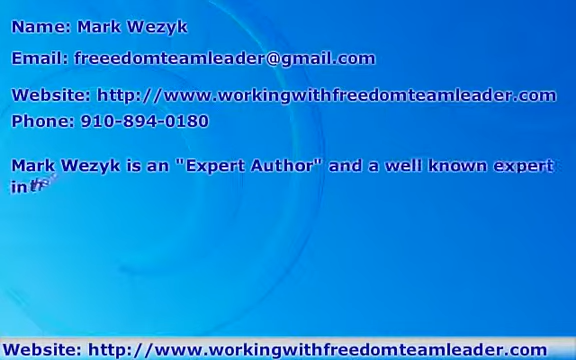 Name: Mark Wezyk
Email: freeedomteamleader@gmail.com
Website: http://www.workingwithfreedomteamleader.com
Phone: 910-894-0180
Mark Wezyk is an "Expert Author" and a well known expert
in the
Website: http://www.workingwithfreedomteamleader.com